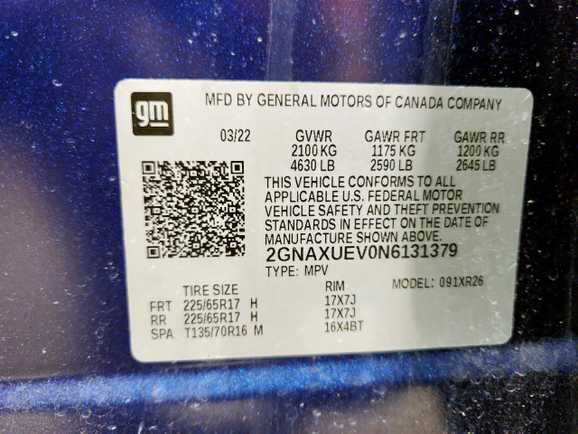 gm
MFD BY GENERAL MOTORS OF CANADA COMPANY
03/22 GVWR GAWR FRT GAWR RR
2100 KG 1175 KG 1200 KG
4630 LB 2590 LB 2645 LB
THIS VEHICLE CONFORMS TO ALL
APPLICABLE U.S. FEDERAL MOTOR
VEHICLE SAFETY AND THEFT PREVENTION
STANDARDS IN EFFECT ON THE DATE OF
MANUFACTURE SHOWN ABOVE.
2GNAXUEV0N6131379
TYPE: MPV MODEL: 091XR26
TIRE SIZE RIM
FRT 225/65R17 H 17X7J
RR 225/65R17 H 17X7J
SPA T135/70R16 M 16X4BT